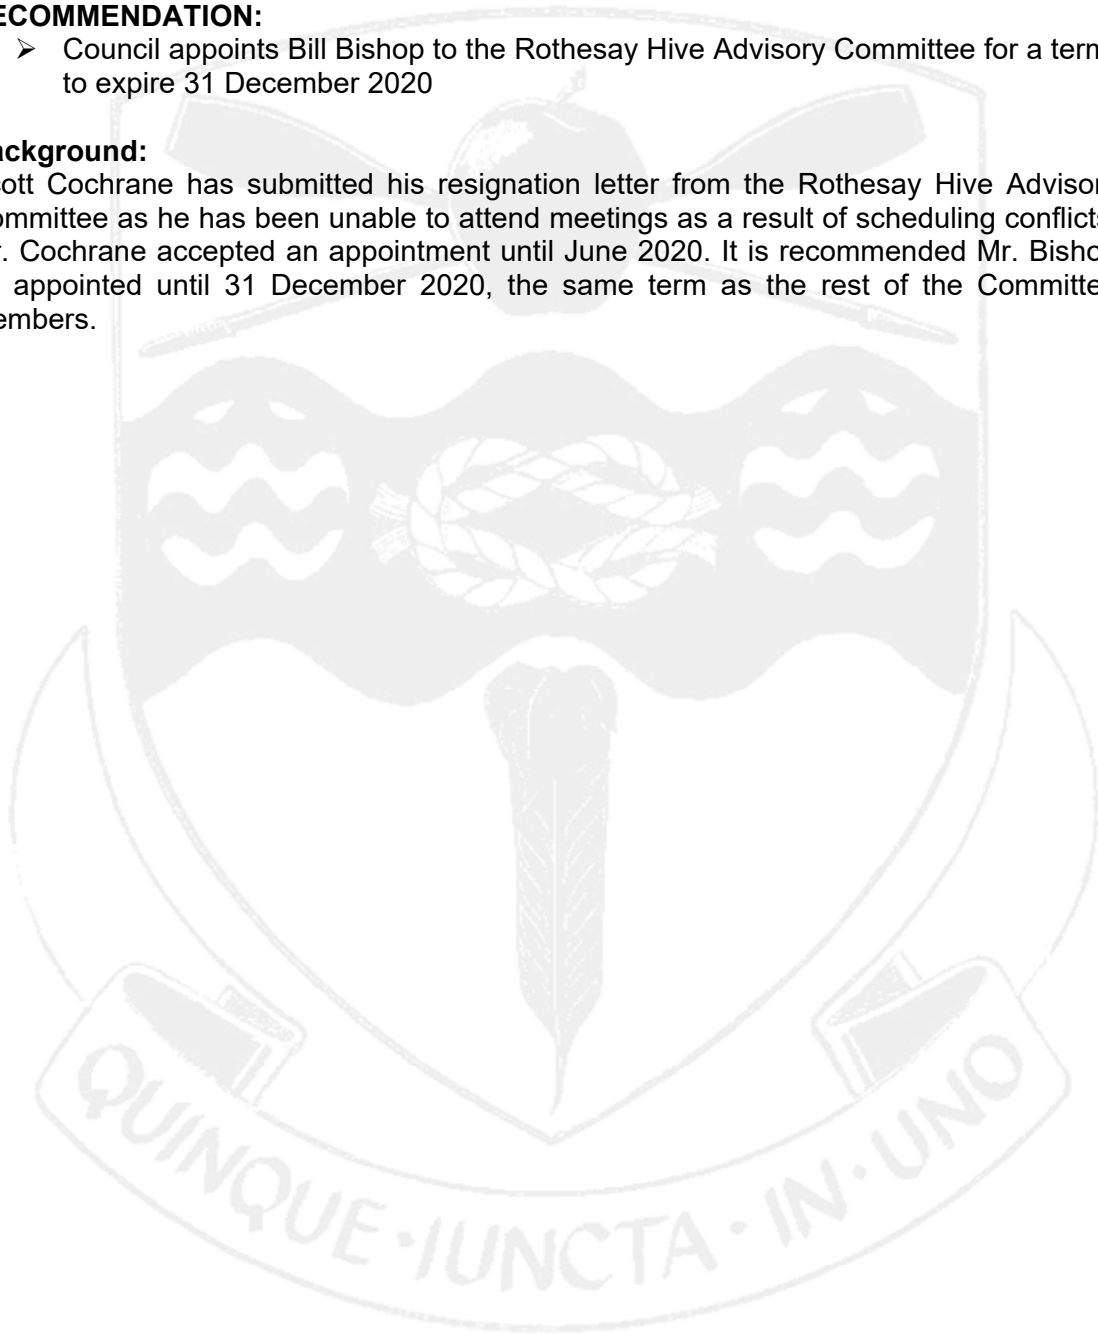 ECOMMENDATION:
➢ Council appoints Bill Bishop to the Rothesay Hive Advisory Committee for a term
to expire 31 December 2020
ackground:
cott Cochrane has submitted his resignation letter from the Rothesay Hive Advisor
ommittee as he has been unable to attend meetings as a result of scheduling conflicts
r. Cochrane accepted an appointment until June 2020. It is recommended Mr. Bisho
appointed until 31 December 2020, the same term as the rest of the Committe
embers.
QUINQUE·IUNCTA·IN·UNO